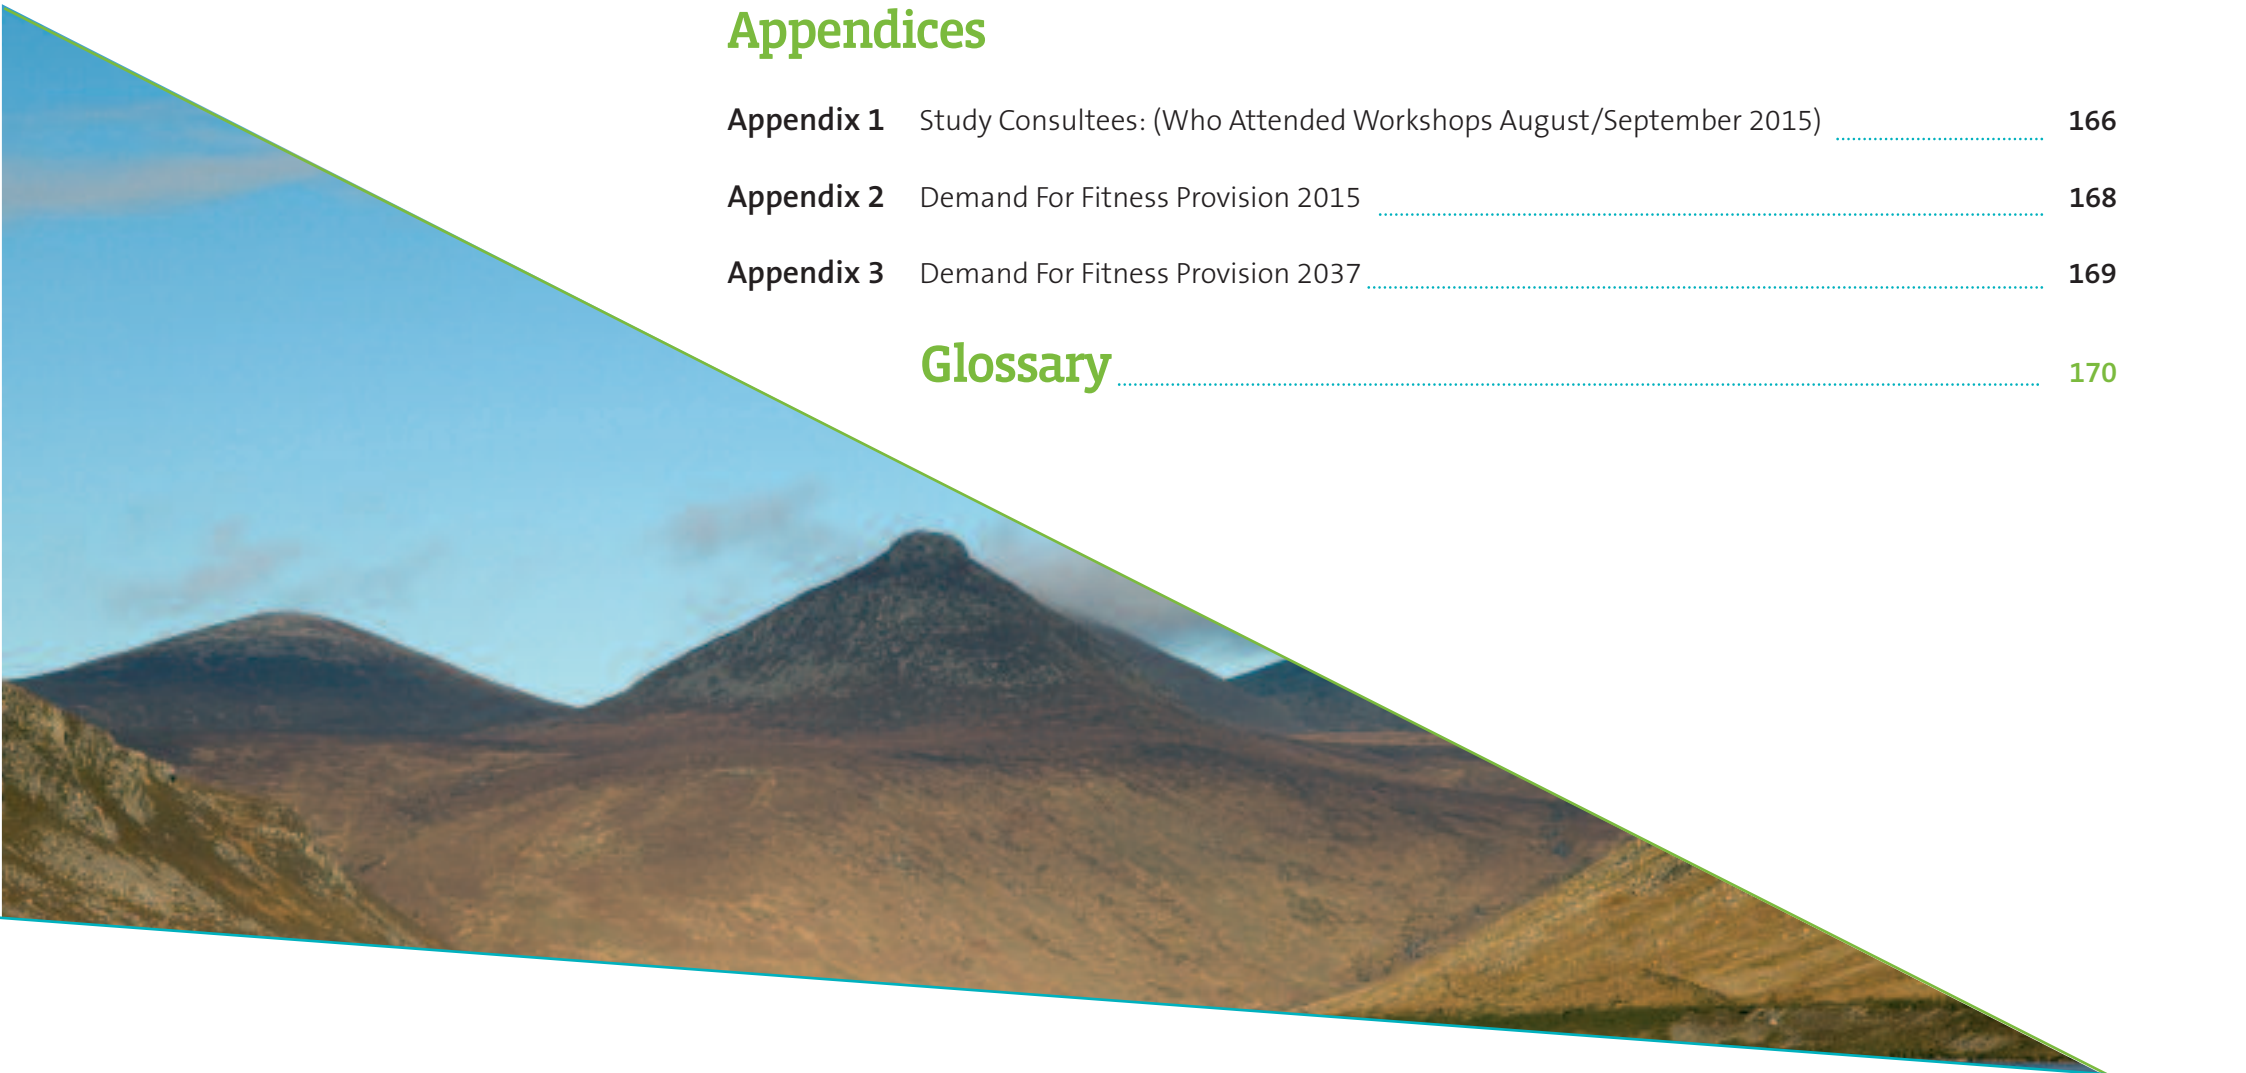 Appendices
Appendix 1 Study Consultees: (Who Attended Workshops August/September 2015) 166
Appendix 2 Demand For Fitness Provision 2015 168
Appendix 3 Demand For Fitness Provision 2037 169
Glossary 170